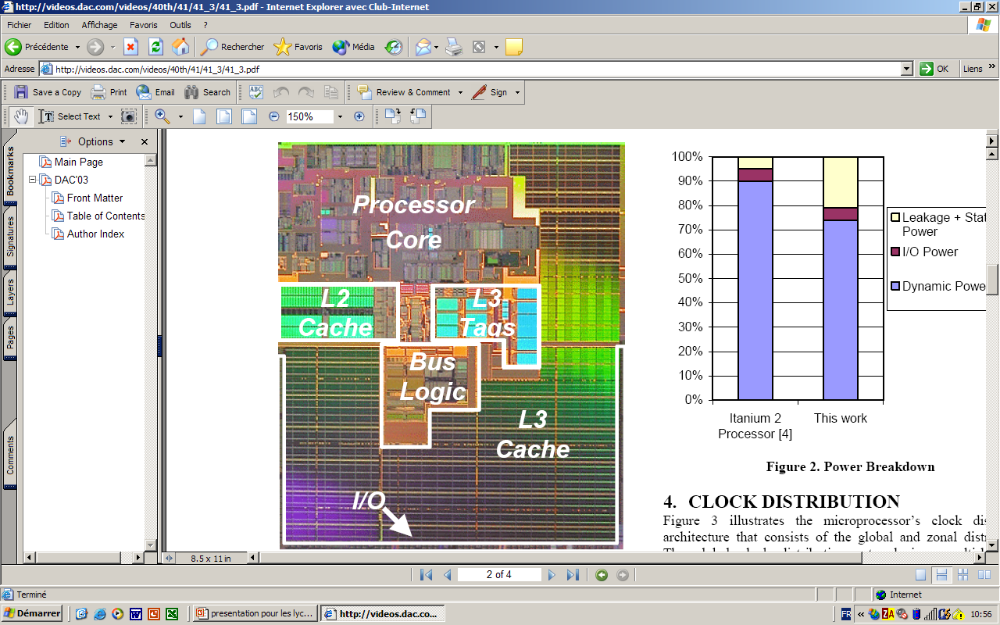 http://videos.dac.com/videos/40th/41/41_3/41_3.pdf - Internet Explorer avec Club-Internet
Fichier Edition Affichage Favoris Outils ?
Précédente Rechercher Favoris Média
Adresse http://videos.dac.com/videos/40th/41/41_3/41_3.pdf OK Liens »
Save a Copy Print Email Search Review & Comment Sign
Select Text 150%
Bookmarks
Signatures
Layers
Pages
Comments
Options
Main Page
DAC'03
Front Matter
Table of Contents
Author Index
Processor
Core
L2
Cache
L3
Tags
Bus
Logic
L3
Cache
I/O
100%
90%
80%
70%
60%
50%
40%
30%
20%
10%
0%
Itanium 2
Processor [4]
This work
Leakage + Stat
Power
I/O Power
Dynamic Powe
Figure 2. Power Breakdown
4. CLOCK DISTRIBUTION
Figure 3 illustrates the microprocessor's clock dis
architecture that consists of the global and zonal dist
8.5 x 11 in
2 of 4
Terminé Internet
Démarrer presentation pour les lyc... http://videos.dac.co... FR « 10:56